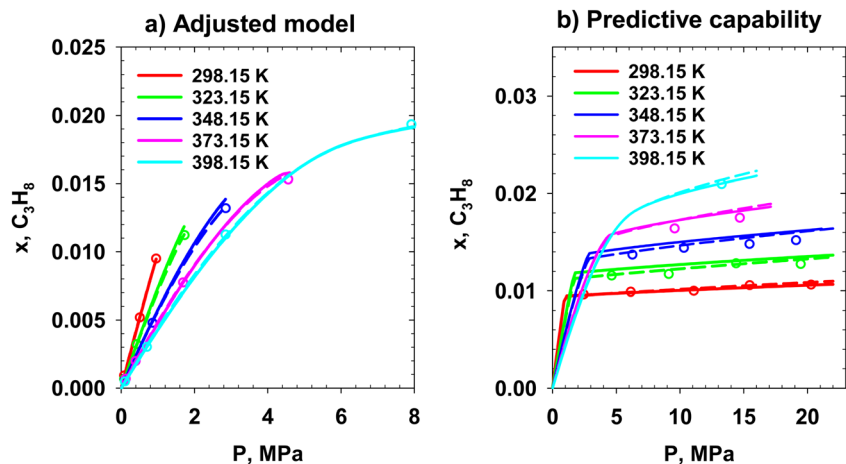 a) Adjusted model
0.025
0.020
0.015
0.010
0.005
0.000
x, C₃H₈
298.15 K
323.15 K
348.15 K
373.15 K
398.15 K
0
2
4
6
8
P, MPa
b) Predictive capability
0.03
0.02
0.01
0.00
x, C₃H₈
298.15 K
323.15 K
348.15 K
373.15 K
398.15 K
0
5
10
15
20
P, MPa